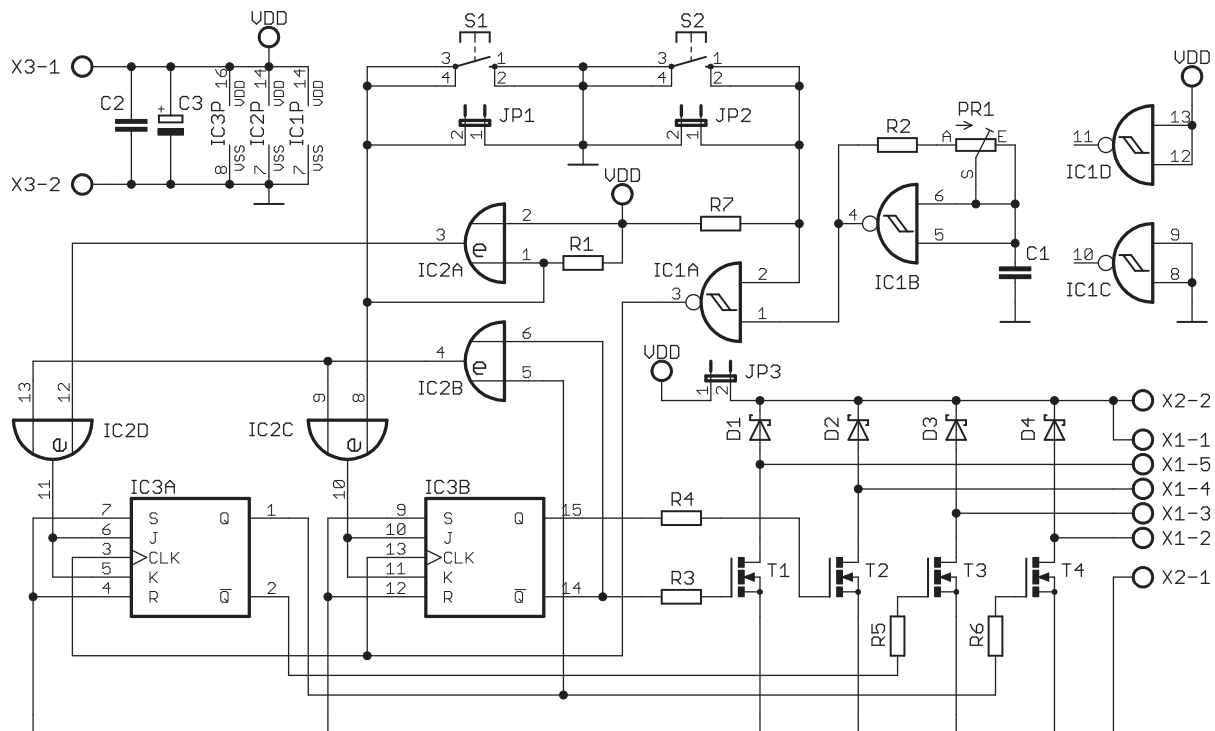 S1
S2
VDD
X3-1
3
1
4
2
3
1
4
2
VDD
C2
+
C3
16
VDD
IC3P
VSS
8
14
VDD
IC2P
VSS
7
14
VDD
IC1P
VSS
7
JP1
2
1
JP2
2
1
X3-2
R2
PR1
A
E
S
11
13
12
IC1D
VDD
R7
3
2
1
e
IC2A
R1
IC1A
3
2
1
4
6
5
IC1B
C1
10
9
8
IC1C
4
6
5
e
IC2B
VDD
1
2
JP3
13
12
e
IC2D
9
8
e
IC2C
D1
D2
D3
D4
X2-2
X1-1
X1-5
X1-4
X1-3
X1-2
X2-1
11
IC3A
7
S
Q
1
6
J
3
CLK
5
K
4
R
Q
2
10
IC3B
9
S
Q
15
10
J
13
CLK
11
K
12
R
Q
14
R4
R3
T1
T2
T3
T4
R5
R6